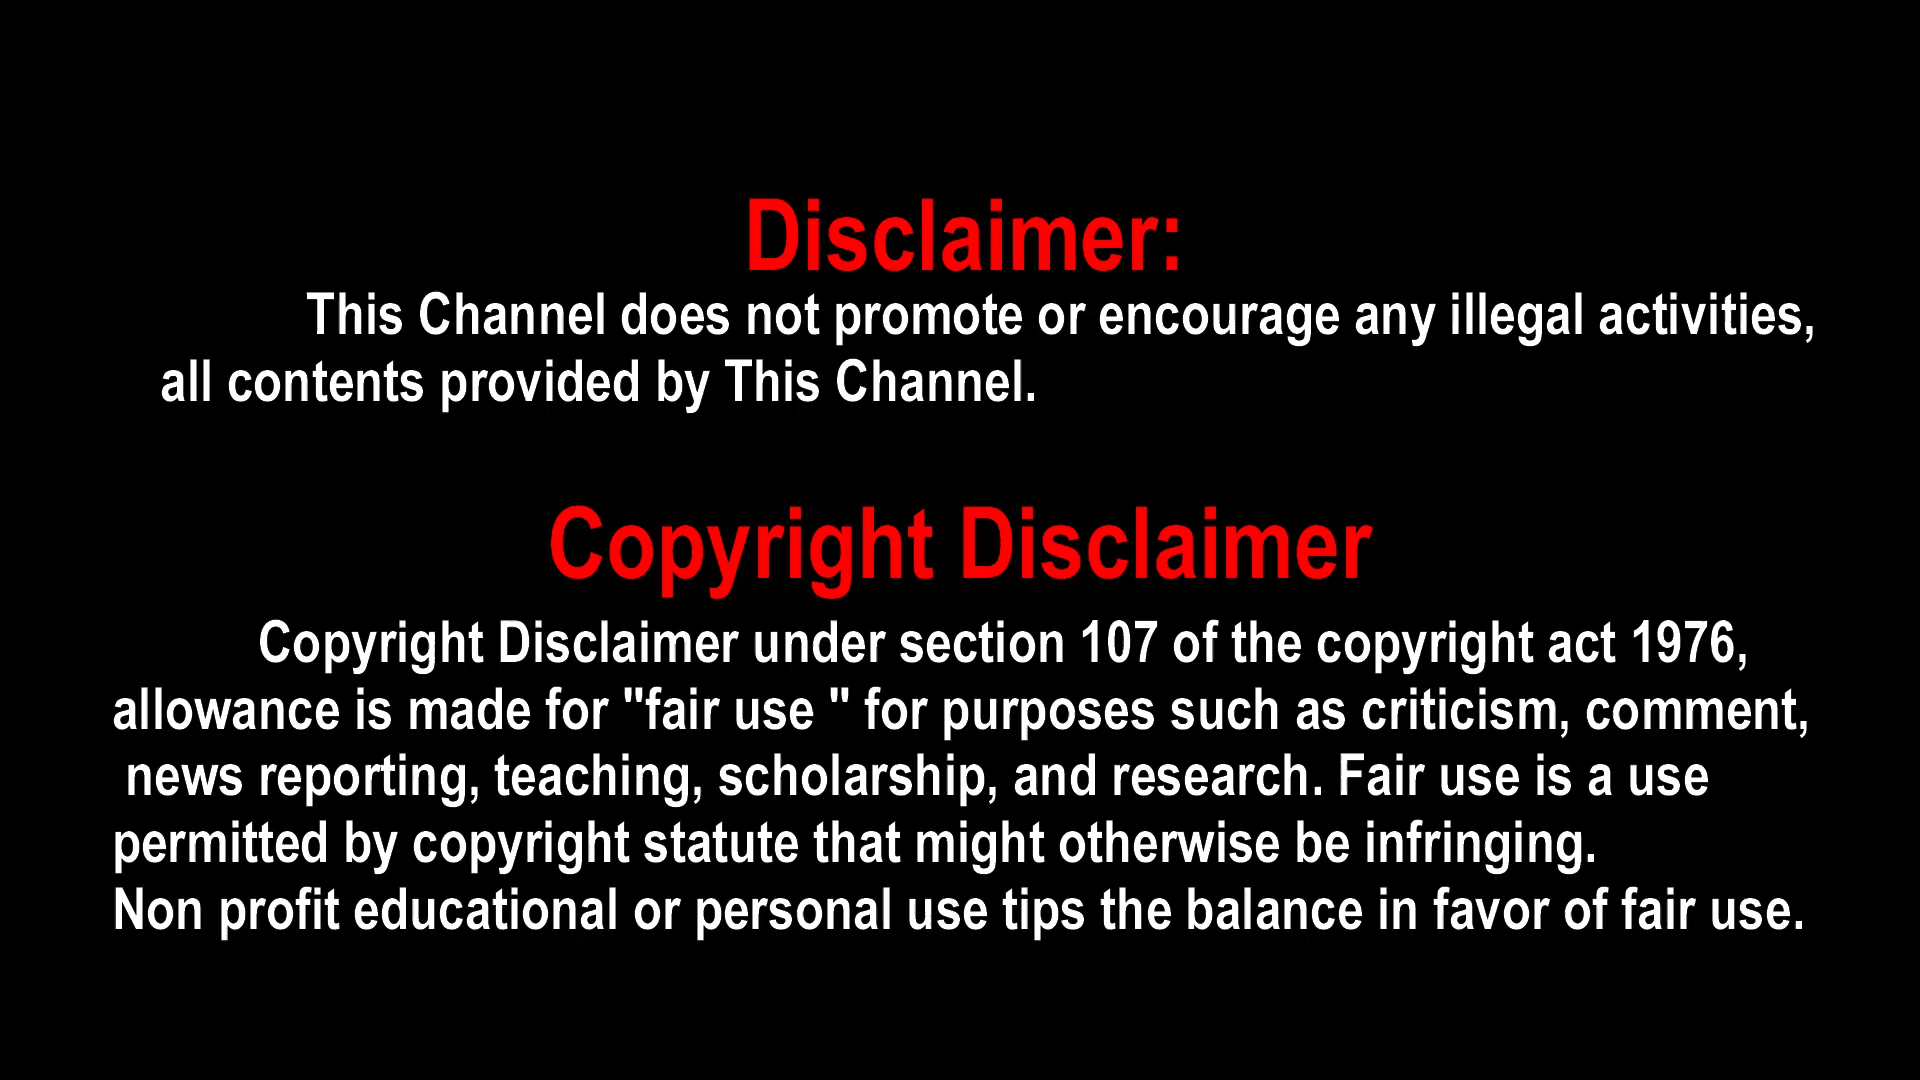 Disclaimer:
This Channel does not promote or encourage any illegal activities,
all contents provided by This Channel.
Copyright Disclaimer
Copyright Disclaimer under section 107 of the copyright act 1976,
allowance is made for "fair use " for purposes such as criticism, comment,
news reporting, teaching, scholarship, and research. Fair use is a use
permitted by copyright statute that might otherwise be infringing.
Non profit educational or personal use tips the balance in favor of fair use.